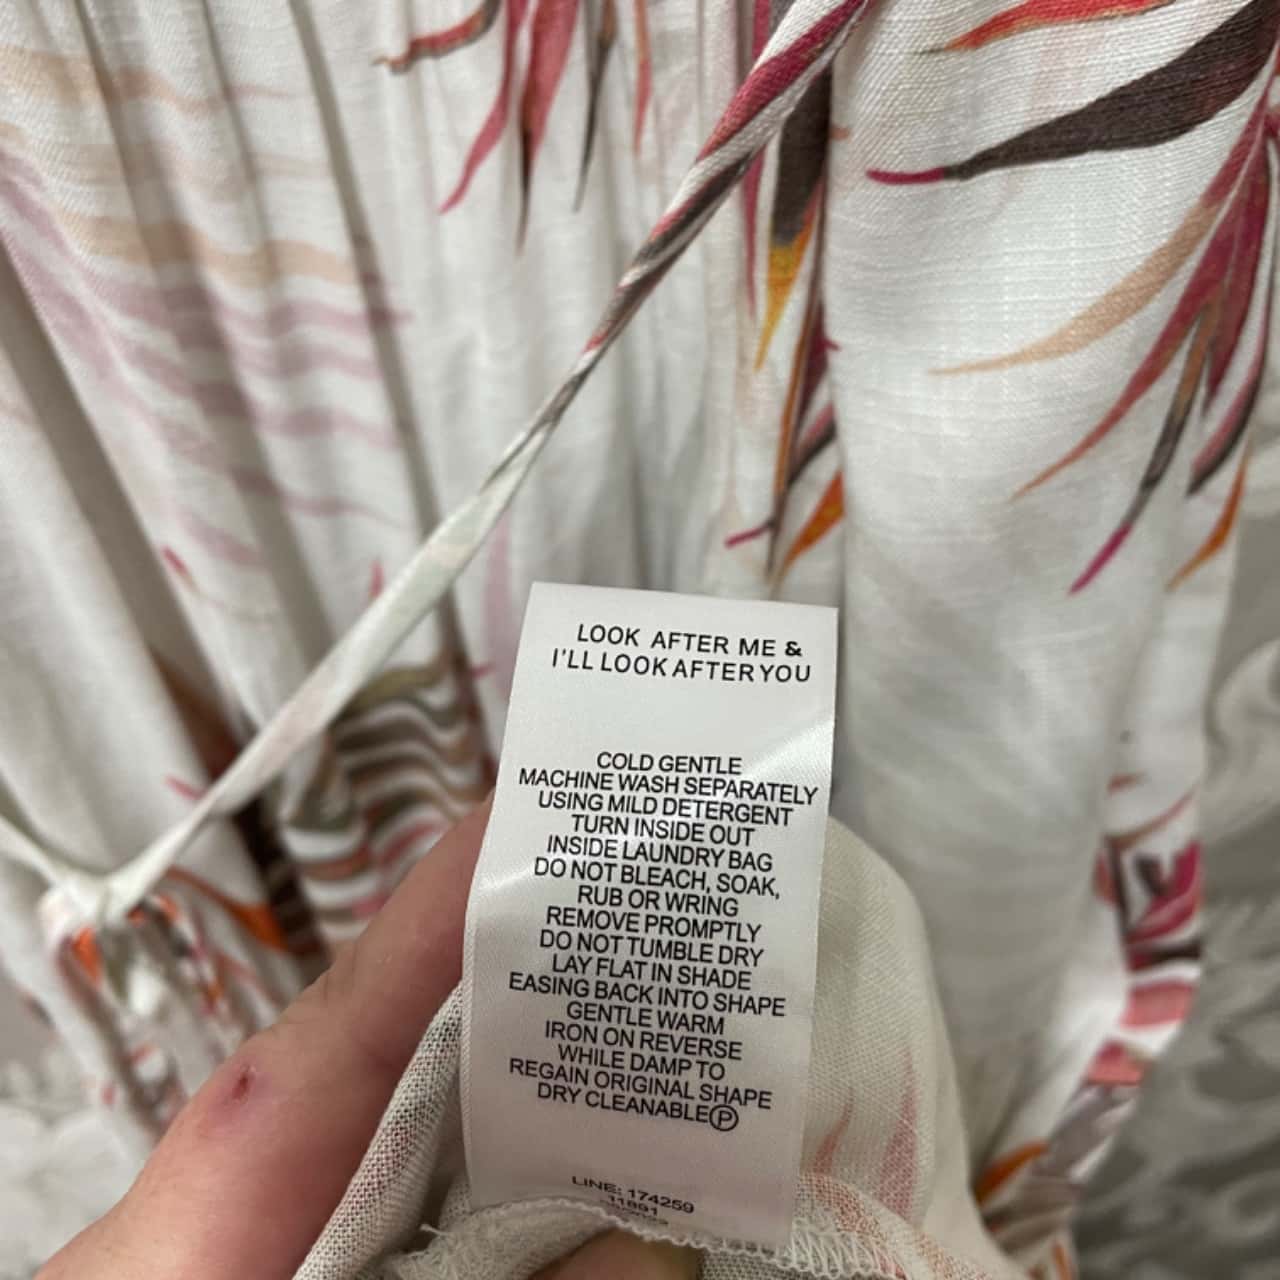 LOOK AFTER ME &
I'LL LOOK AFTER YOU
COLD GENTLE
MACHINE WASH SEPARATELY
USING MILD DETERGENT
TURN INSIDE OUT
INSIDE LAUNDRY BAG
DO NOT BLEACH, SOAK,
RUB OR WRING
REMOVE PROMPTLY
DO NOT TUMBLE DRY
LAY FLAT IN SHADE
EASING BACK INTO SHAPE
GENTLE WARM
IRON ON REVERSE
WHILE DAMP TO
REGAIN ORIGINAL SHAPE
DRY CLEANABLE Ⓟ
LINE: 174259
11891